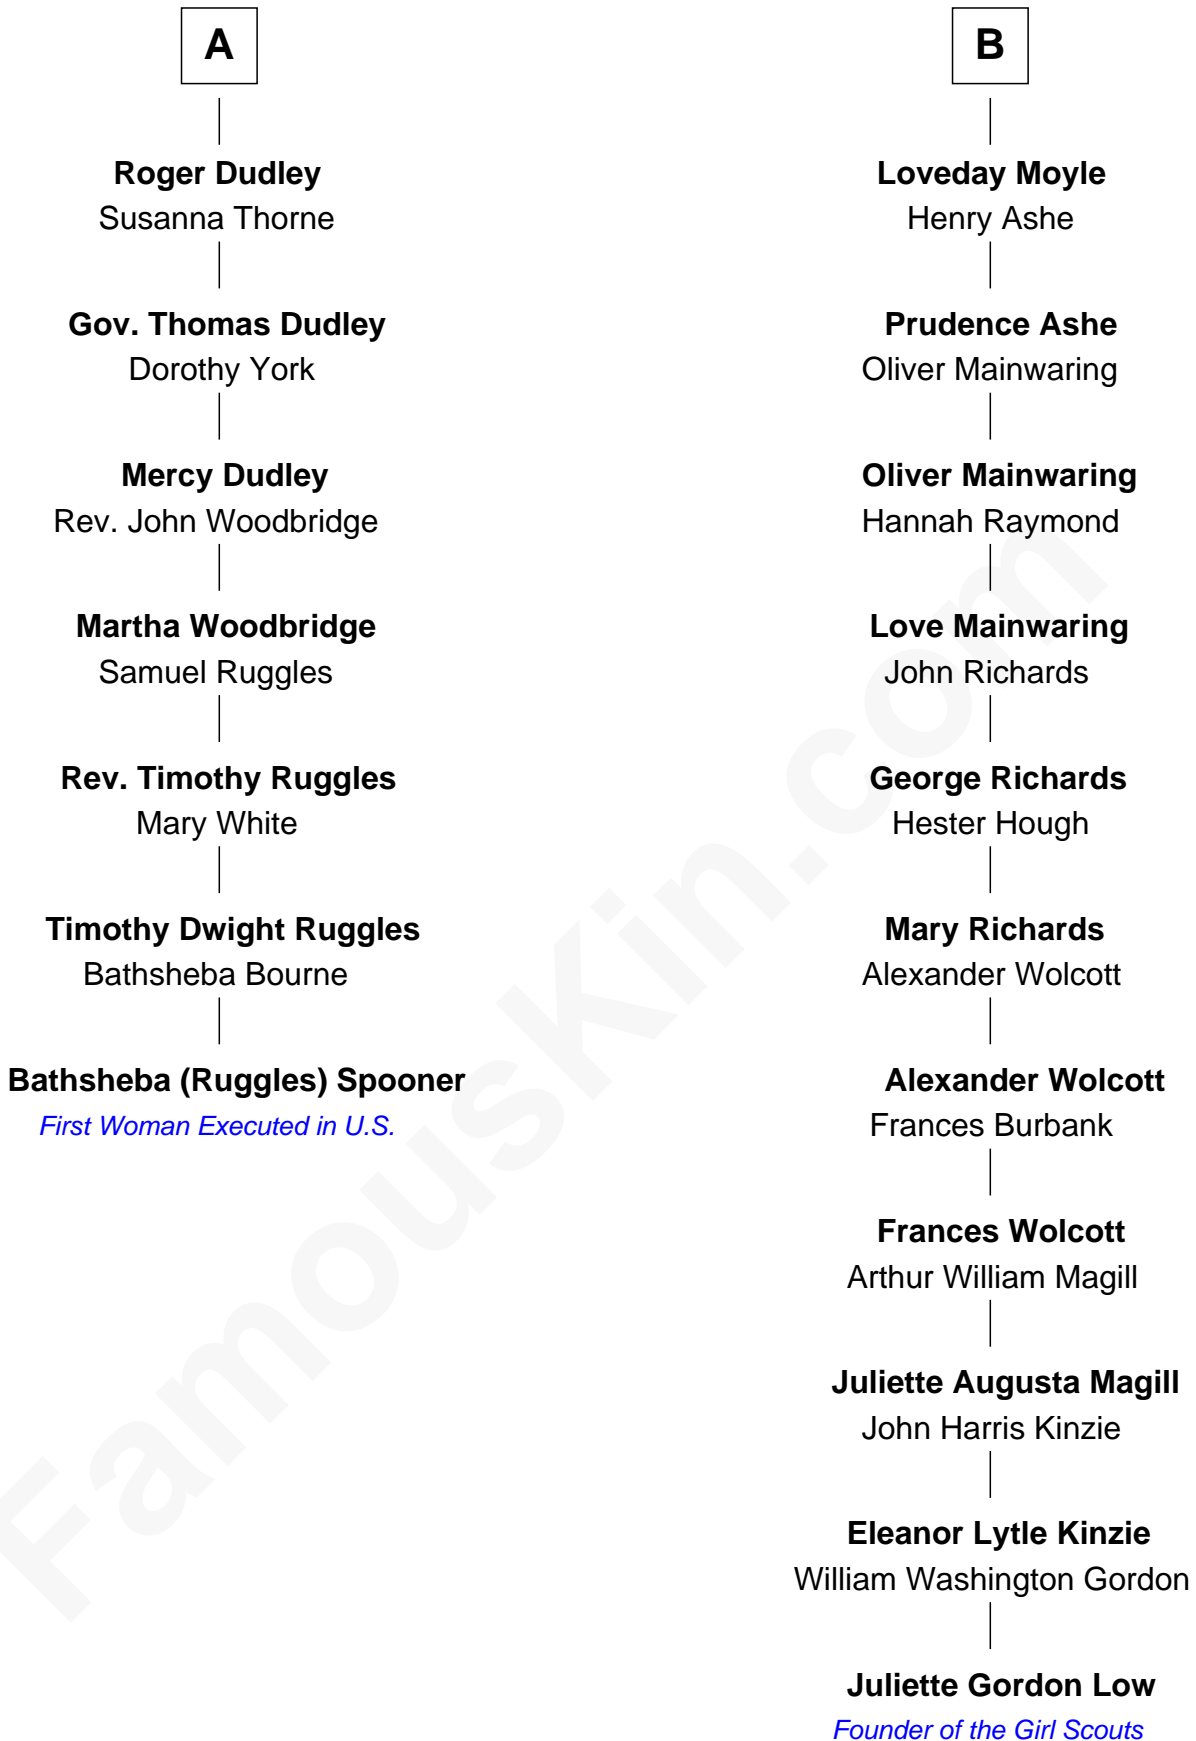 A
Roger Dudley
Susanna Thorne
Gov. Thomas Dudley
Dorothy York
Mercy Dudley
Rev. John Woodbridge
Martha Woodbridge
Samuel Ruggles
Rev. Timothy Ruggles
Mary White
Timothy Dwight Ruggles
Bathsheba Bourne
Bathsheba (Ruggles) Spooner
First Woman Executed in U.S.
B
Loveday Moyle
Henry Ashe
Prudence Ashe
Oliver Mainwaring
Oliver Mainwaring
Hannah Raymond
Love Mainwaring
John Richards
George Richards
Hester Hough
Mary Richards
Alexander Wolcott
Alexander Wolcott
Frances Burbank
Frances Wolcott
Arthur William Magill
Juliette Augusta Magill
John Harris Kinzie
Eleanor Lytle Kinzie
William Washington Gordon
Juliette Gordon Low
Founder of the Girl Scouts
FamousKin.com